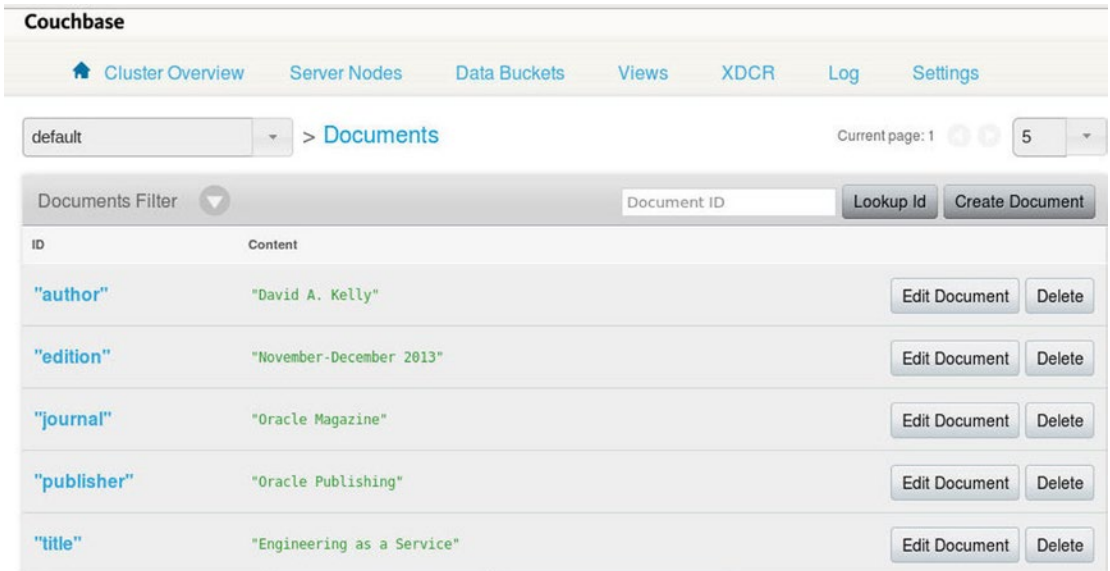 Couchbase
Cluster Overview Server Nodes Data Buckets Views XDCR Log Settings
default > Documents Current page: 1 5
Documents Filter Document ID Lookup Id Create Document
ID Content
"author" "David A. Kelly" Edit Document Delete
"edition" "November-December 2013" Edit Document Delete
"journal" "Oracle Magazine" Edit Document Delete
"publisher" "Oracle Publishing" Edit Document Delete
"title" "Engineering as a Service" Edit Document Delete